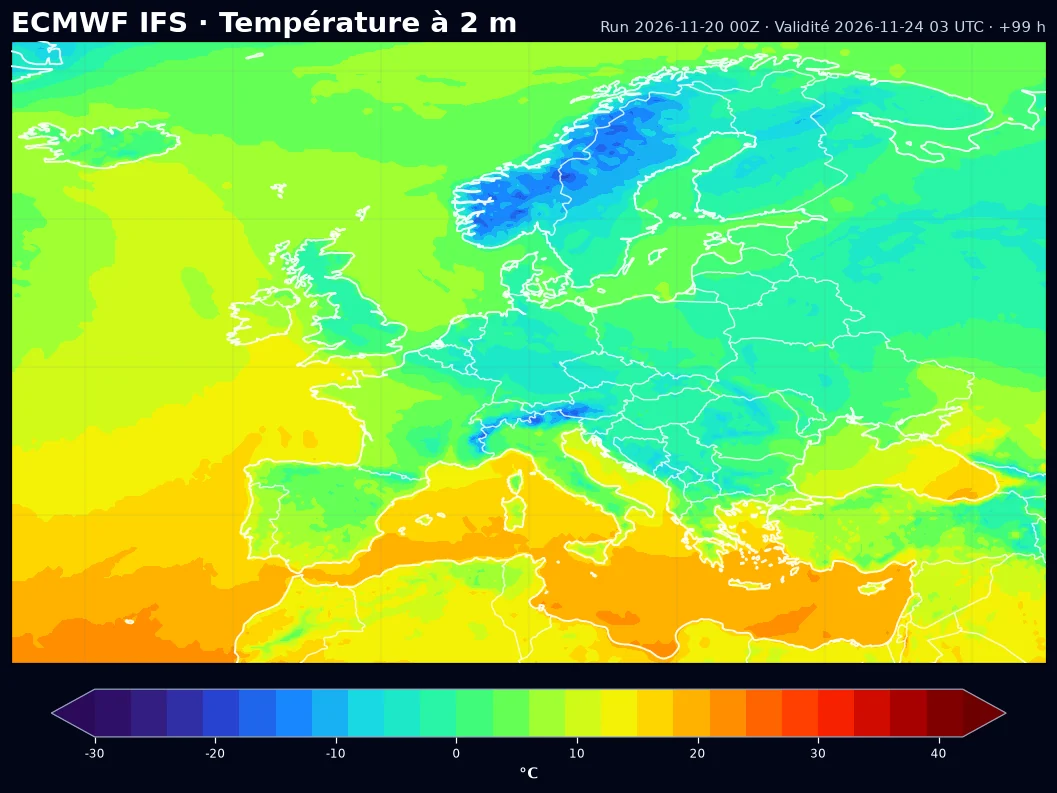 ECMWF IFS · Température à 2 m
Run 2026-11-20 00Z · Validité 2026-11-24 03 UTC · +99 h
-30 -20 -10 0 10 20 30 40
°C